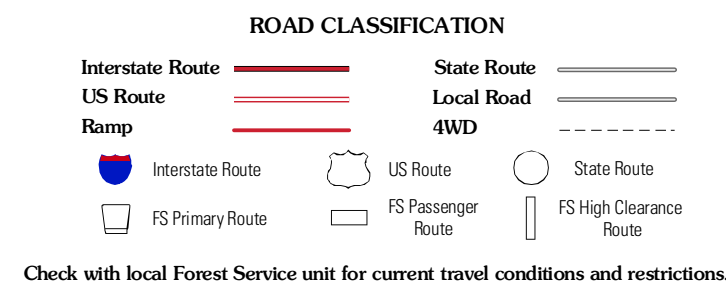 ROAD CLASSIFICATION
Interstate Route
State Route
US Route
Local Road
Ramp
4WD
Interstate Route
US Route
State Route
FS Primary Route
FS Passenger
Route
FS High Clearance
Route
Check with local Forest Service unit for current travel conditions and restrictions.